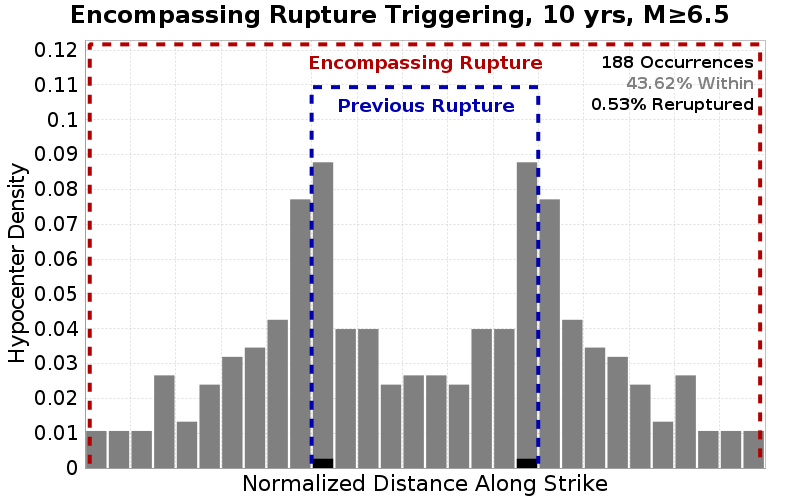 Encompassing Rupture Triggering, 10 yrs, M≥6.5
Encompassing Rupture
Previous Rupture
188 Occurrences
43.62% Within
0.53% Reruptured
Hypocenter Density
0.12
0.11
0.1
0.09
0.08
0.07
0.06
0.05
0.04
0.03
0.02
0.01
0
Normalized Distance Along Strike